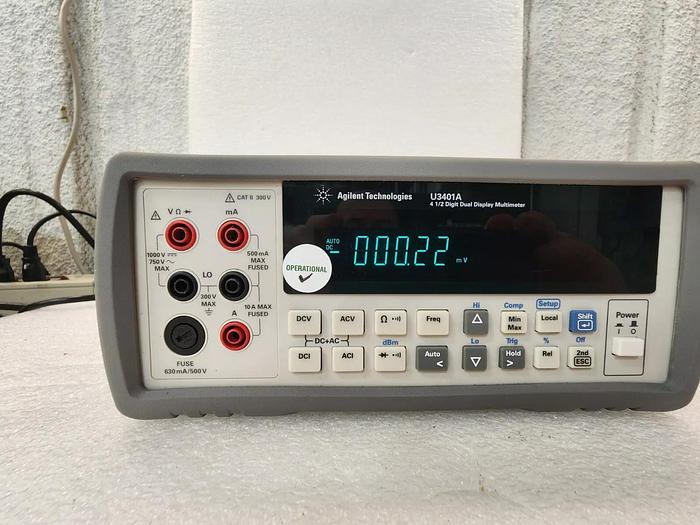 Agilent Technologies
U3401A
4 1/2 Digit Dual Display Multimeter
AUTO
DC
-000.22 mV
OPERATIONAL
CAT II 300V
V Ω
mA
1000 V
750 V
MAX
500 mA
MAX
FUSED
LO
300 V
MAX
10 A MAX
FUSED
A
FUSE
630 mA/500 V
Hi
Comp
Setup
DCV
ACV
Ω
Freq
Min
Max
Local
Shift
DC+AC
dBm
Lo
Trig
%
Off
DCI
ACI
Auto
<
Hold
>
Rel
2nd
ESC
Power
I O